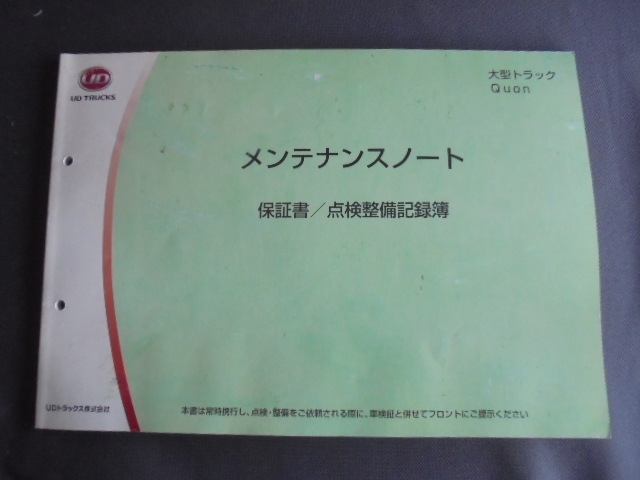 UD
UD TRUCKS
大型トラック
Quon
メンテナンスノート
保証書／点検整備記録簿
UDトラックス株式会社
本書は常時携行し、点検・整備をご依頼される際に、車検証と併せてフロントにご提示ください